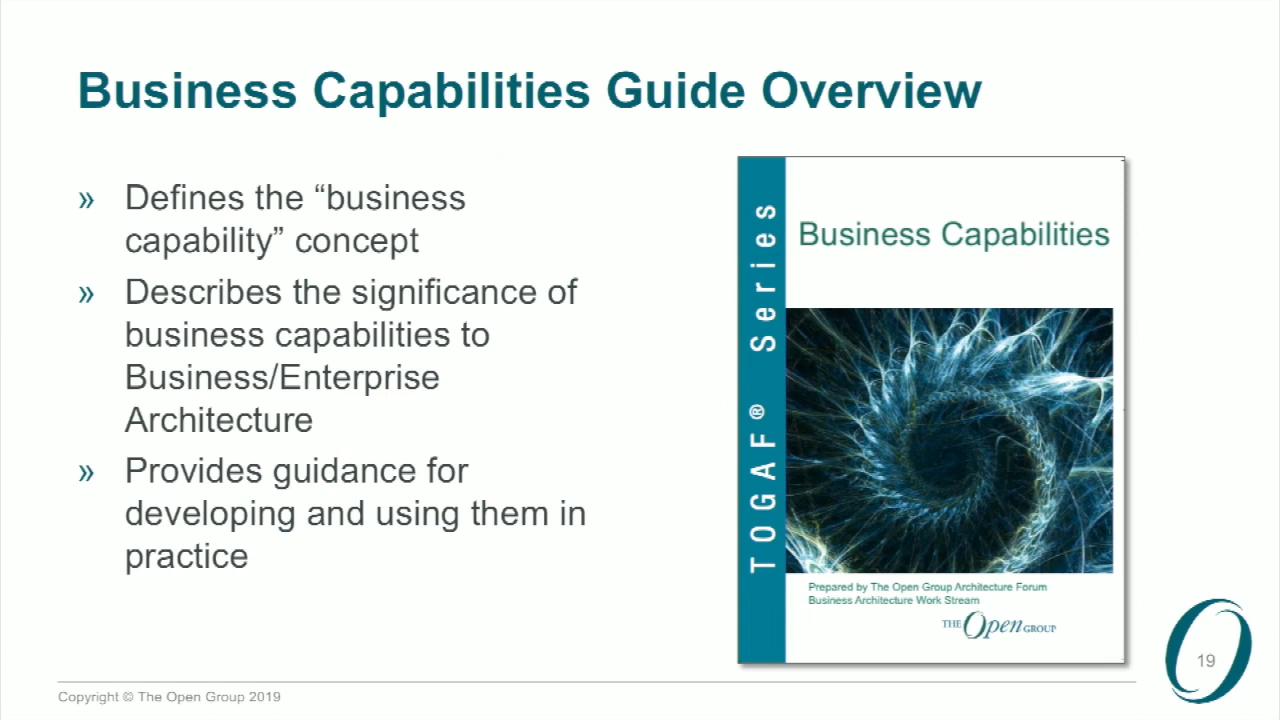 Business Capabilities Guide Overview
» Defines the “business
capability” concept
» Describes the significance of
business capabilities to
Business/Enterprise
Architecture
» Provides guidance for
developing and using them in
practice
TOGAF® Series
Business Capabilities
Prepared by The Open Group Architecture Forum
Business Architecture Work Stream
THE Open GROUP
19
Copyright © The Open Group 2019